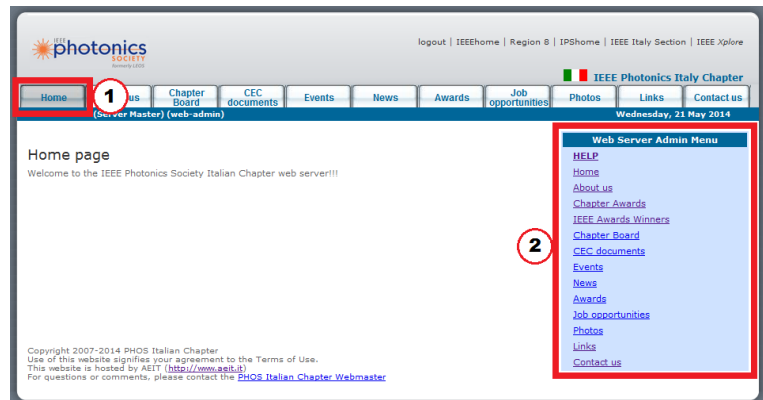 IEEE
photonics
SOCIETY
formerly LEOS
logout | IEEEhome | Region 8 | IPShome | IEEE Italy Section | IEEE Xplore
IEEE Photonics Italy Chapter
Home
1
us
Chapter Board
CEC documents
Events
News
Awards
Job opportunities
Photos
Links
Contact us
(Server Master) (web-admin)
Wednesday, 21 May 2014
Home page
Welcome to the IEEE Photonics Society Italian Chapter web server!!!
2
Web Server Admin Menu
HELP
Home
About us
Chapter Awards
IEEE Awards Winners
Chapter Board
CEC documents
Events
News
Awards
Job opportunities
Photos
Links
Contact us
Copyright 2007-2014 PHOS Italian Chapter
Use of this website signifies your agreement to the Terms of Use.
This website is hosted by AEIT (http://www.aeit.it)
For questions or comments, please contact the PHOS Italian Chapter Webmaster